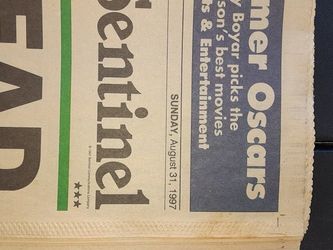 EAD
Sentinel
SUNDAY, August 31, 1997
★★★
mer Oscars
y Boyar picks the
son's best movies
ts & Entertainment